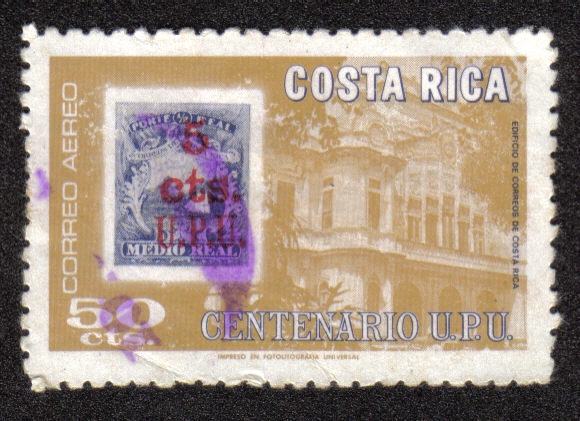 COSTA RICA
CORREO AEREO
EDIFICIO DE CORREOS DE COSTA RICA
PORTE REAL
5
cts.
U.P.U.
MEDIO REAL
50
cts.
CENTENARIO U.P.U.
IMPRESO EN FOTOLITOGRAFIA UNIVERSAL